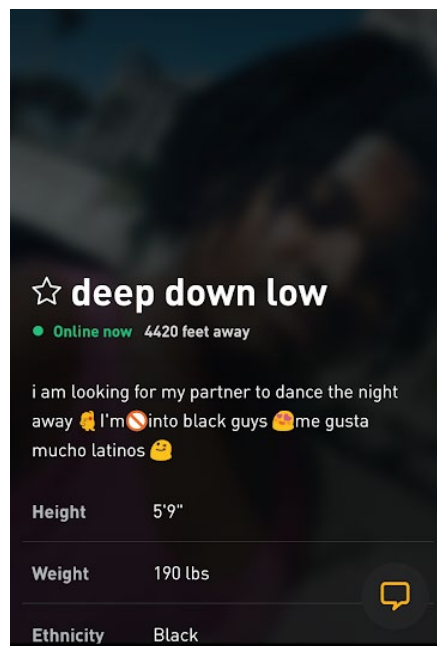 deep down low
Online now 4420 feet away
i am looking for my partner to dance the night
away 💃 I'm🚫into black guys 😍me gusta
mucho latinos 🙂
Height 5'9"
Weight 190 lbs
Ethnicity Black